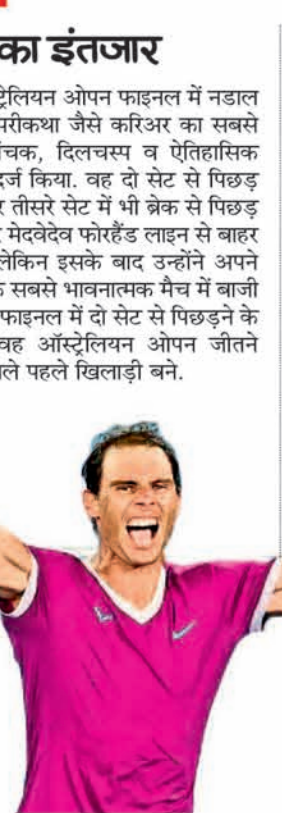 का इंतजार
ट्रेलियन ओपन फाइनल में नडाल
परीकथा जैसे करिअर का सबसे
चक, दिलचस्प व ऐतिहासिक
दर्ज किया. वह दो सेट से पिछड़
तीसरे सेट में भी ब्रेक से पिछड़
मेदवेदेव फोरहैंड लाइन से बाहर
लेकिन इसके बाद उन्होंने अपने
सबसे भावनात्मक मैच में बाजी
फाइनल में दो सेट से पिछड़ने के
वह ऑस्ट्रेलियन ओपन जीतने
ले पहले खिलाड़ी बने.